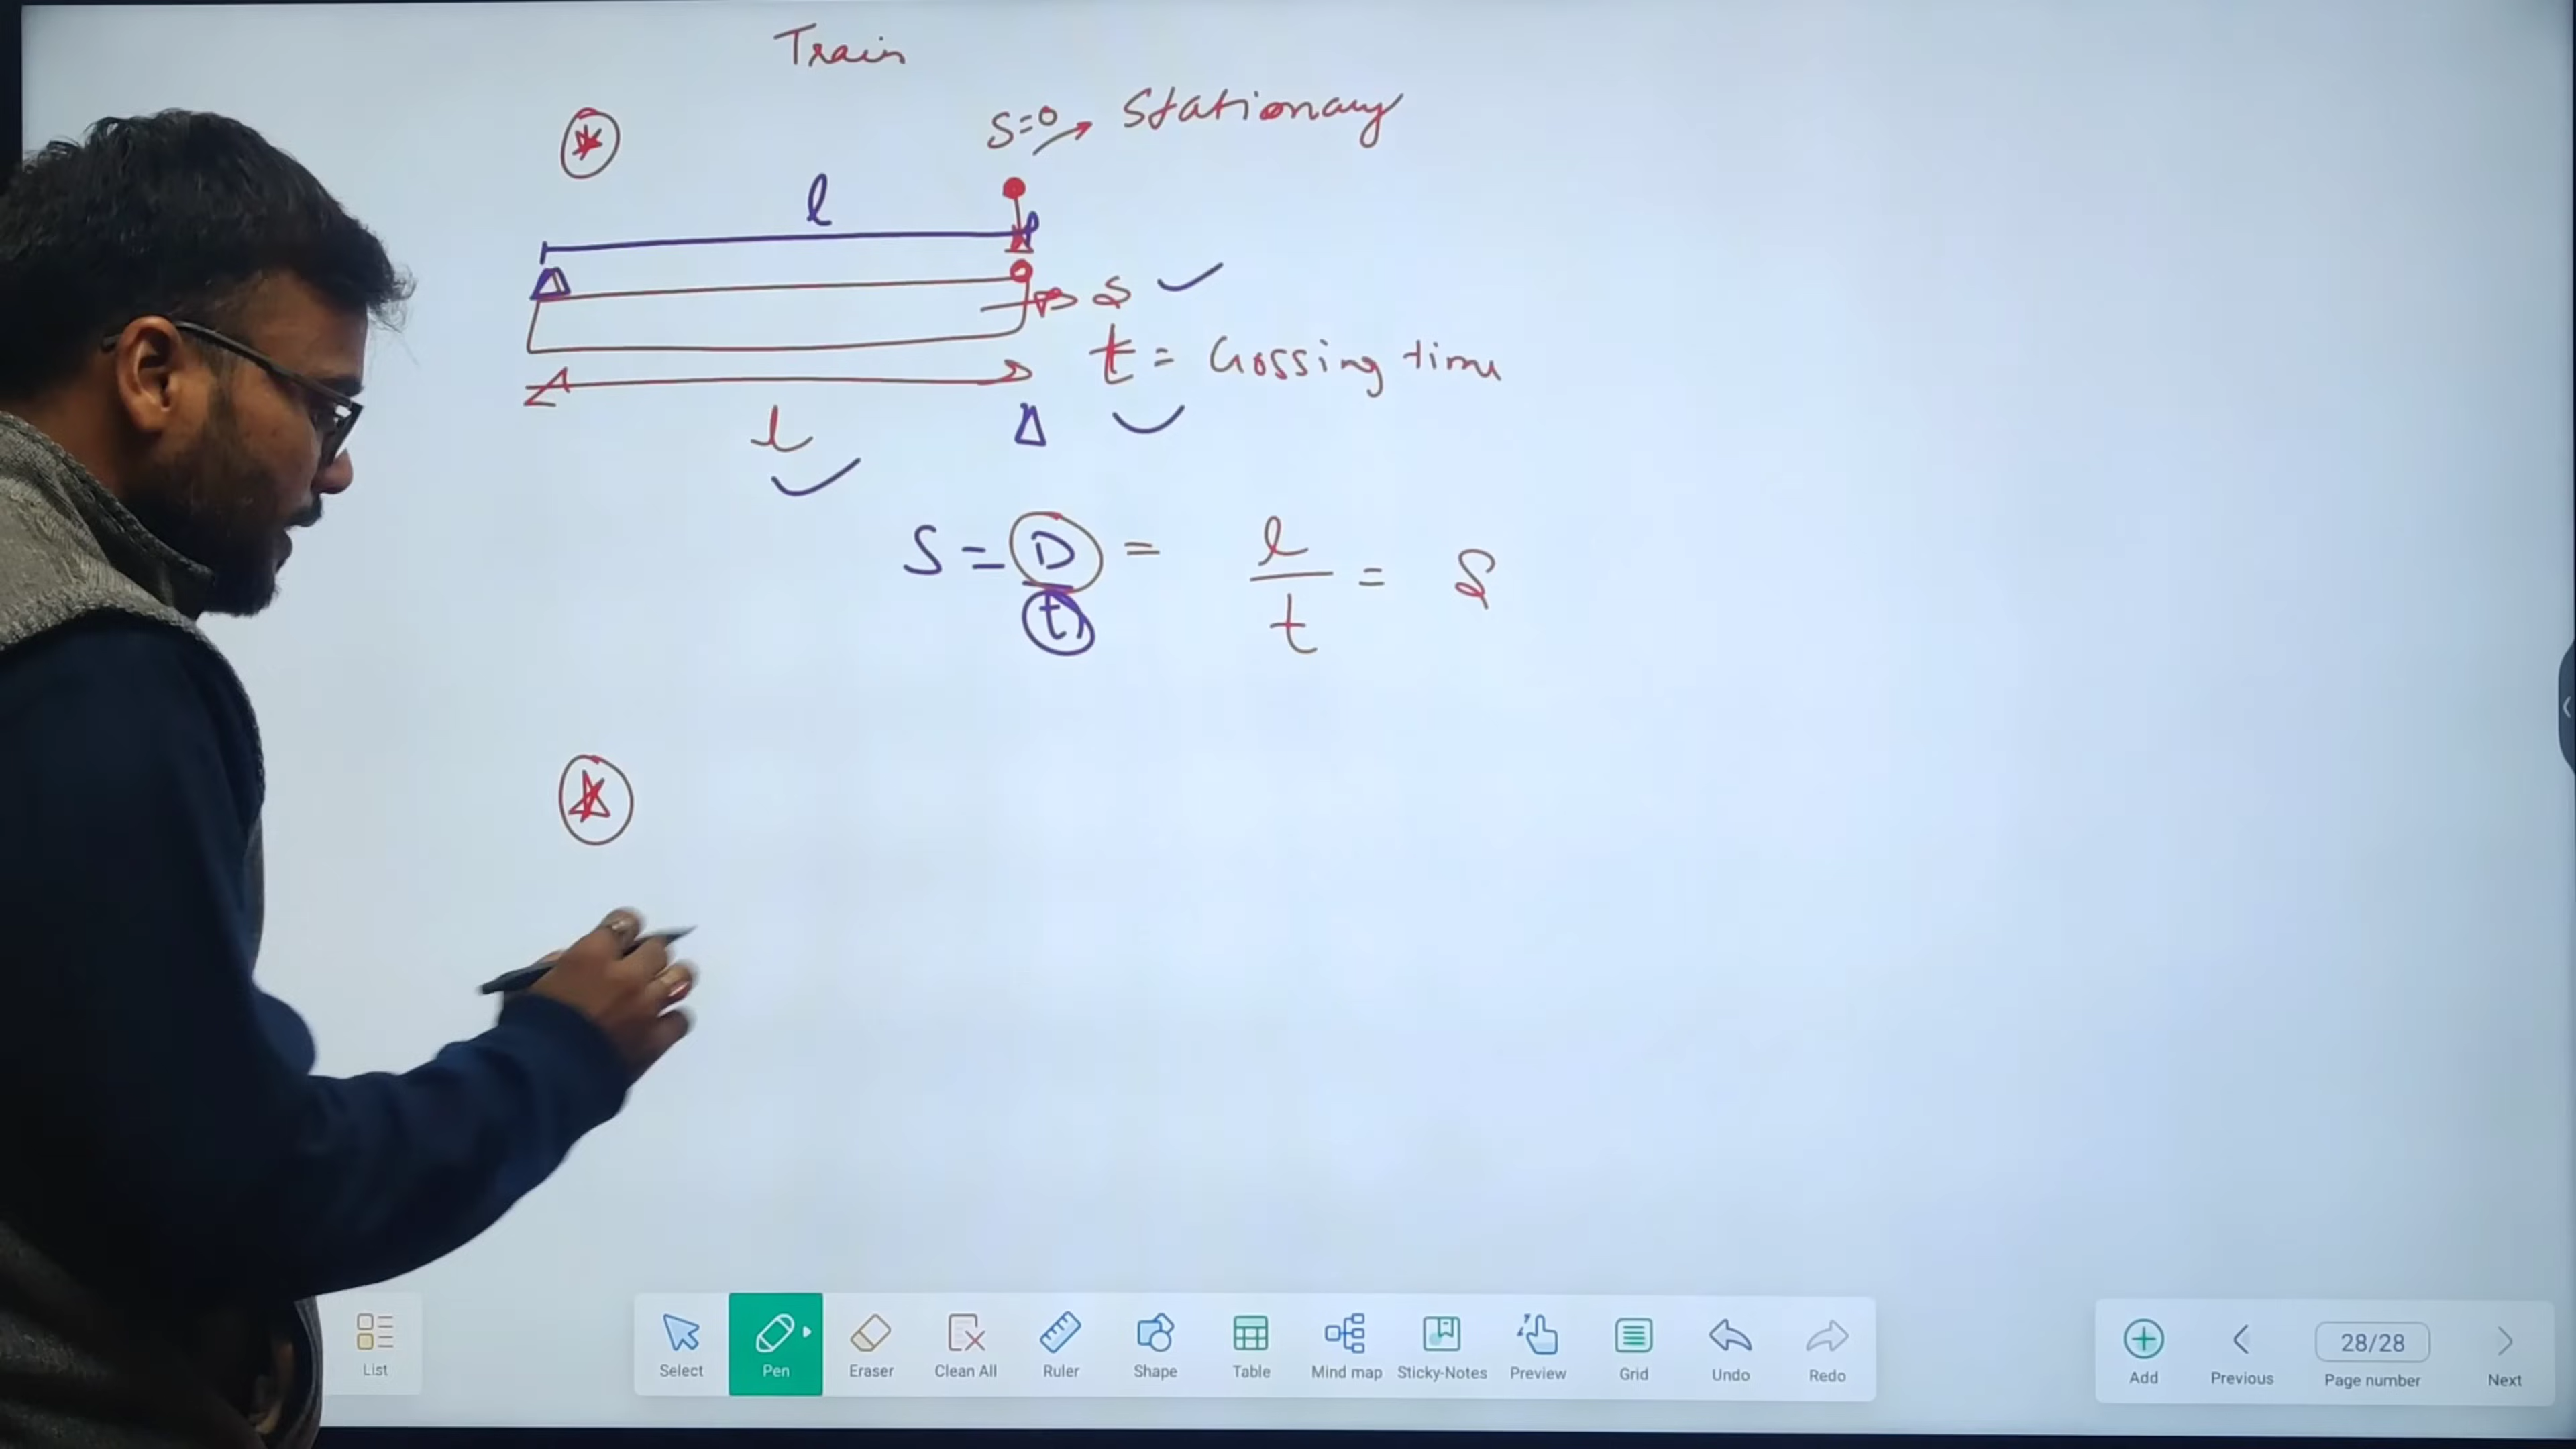 Train
S=0 → Stationary
l
S
t = Crossing time
l
S = D/t = l/t = S
List
Select Pen Eraser Clean All Ruler Shape Table Mind map Sticky-Notes Preview Grid Undo Redo
Add Previous 28/28 Page number Next